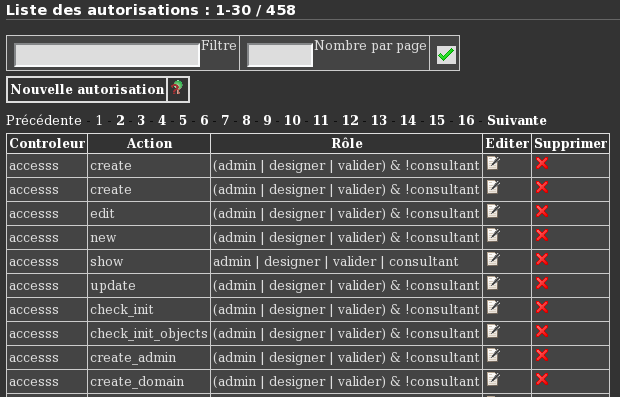 Liste des autorisations : 1-30 / 458
Filtre Nombre par page
Nouvelle autorisation
Précédente - 1 - 2 - 3 - 4 - 5 - 6 - 7 - 8 - 9 - 10 - 11 - 12 - 13 - 14 - 15 - 16 - Suivante
Controleur Action Rôle Editer Supprimer
accesss create (admin | designer | valider) & !consultant
accesss create (admin | designer | valider) & !consultant
accesss edit (admin | designer | valider) & !consultant
accesss new (admin | designer | valider) & !consultant
accesss show admin | designer | valider | consultant
accesss update (admin | designer | valider) & !consultant
accesss check_init (admin | designer | valider) & !consultant
accesss check_init_objects (admin | designer | valider) & !consultant
accesss create_admin (admin | designer | valider) & !consultant
accesss create_domain (admin | designer | valider) & !consultant